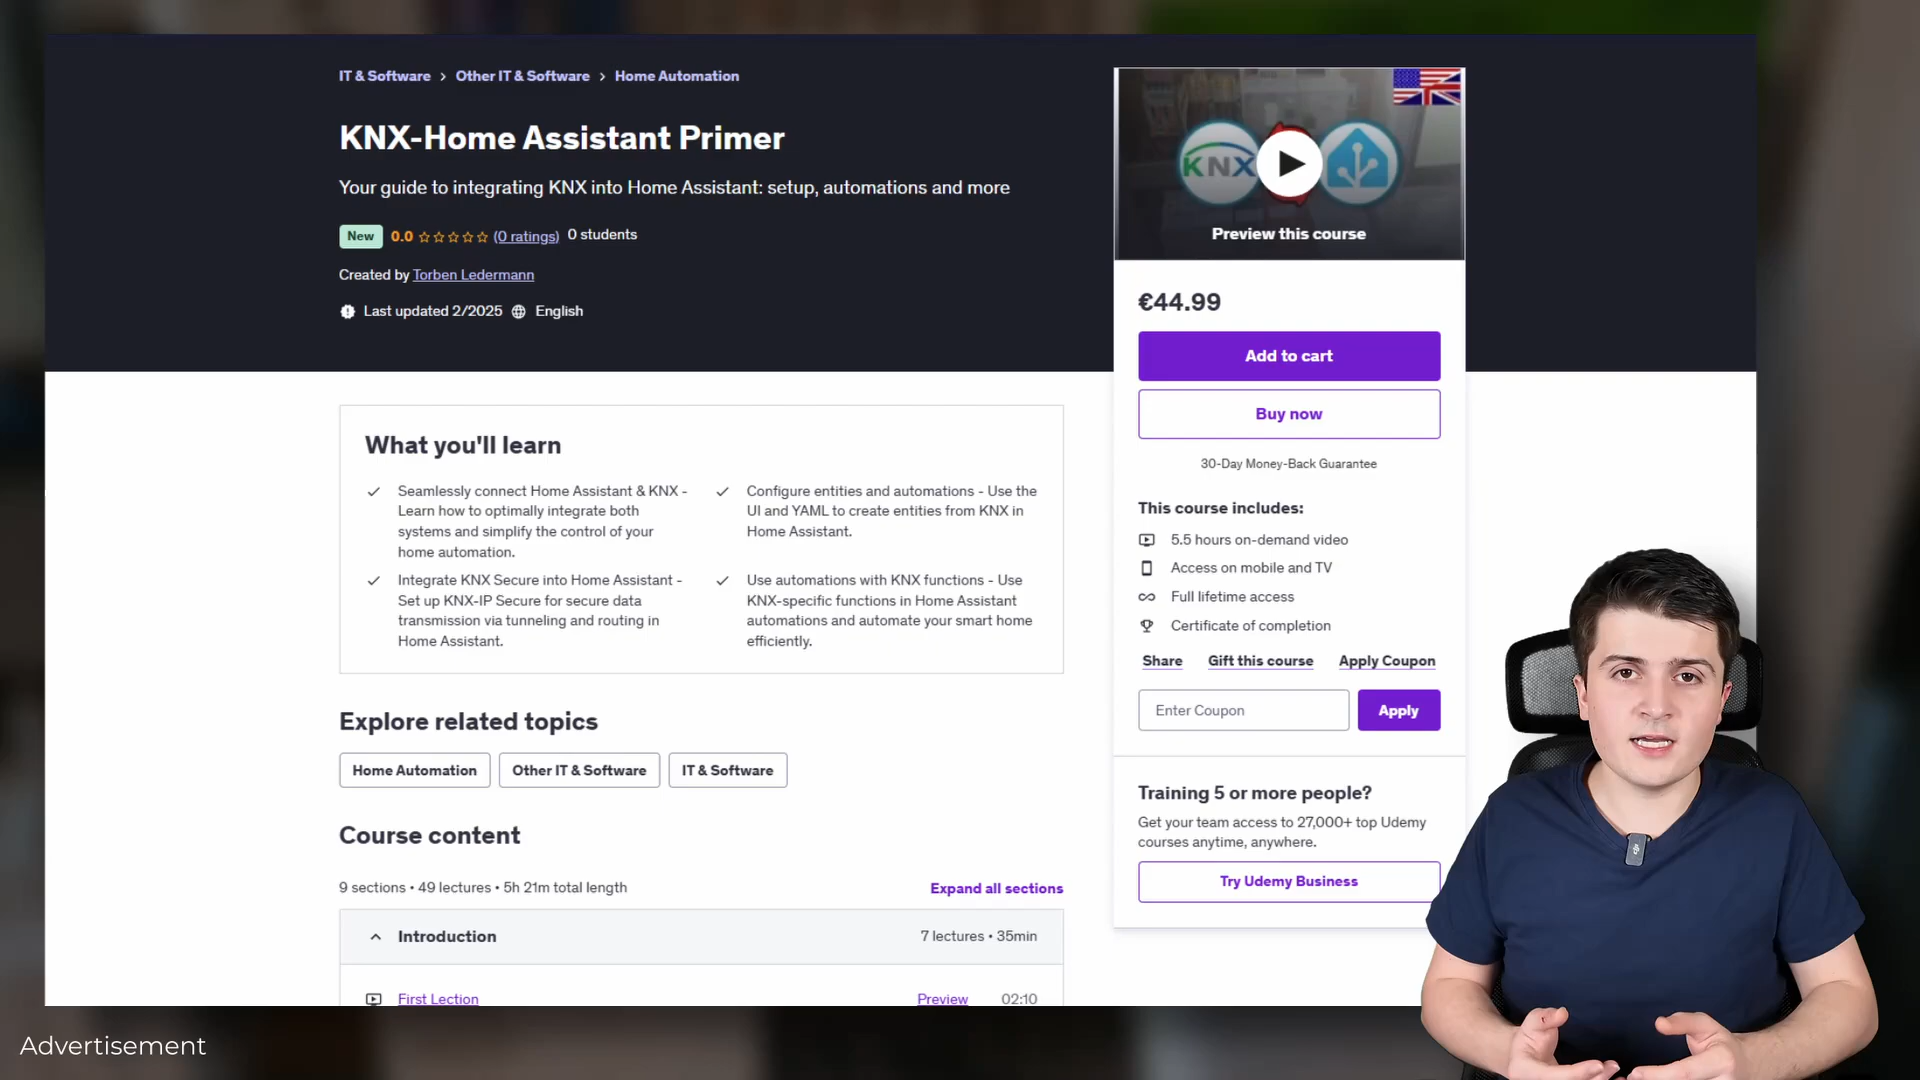 IT & Software > Other IT & Software > Home Automation
KNX-Home Assistant Primer
Your guide to integrating KNX into Home Assistant: setup, automations and more
New 0.0 (0 ratings) 0 students
Created by Torben Ledermann
Last updated 2/2025 English
KNX
Preview this course
€44.99
Add to cart
Buy now
30-Day Money-Back Guarantee
This course includes:
5.5 hours on-demand video
Access on mobile and TV
Full lifetime access
Certificate of completion
Share Gift this course Apply Coupon
Enter Coupon Apply
Training 5 or more people?
Get your team access to 27,000+ top Udemy
courses anytime, anywhere.
Try Udemy Business
What you'll learn
Seamlessly connect Home Assistant & KNX -
Learn how to optimally integrate both
systems and simplify the control of your
home automation.
Configure entities and automations - Use the
UI and YAML to create entities from KNX in
Home Assistant.
Integrate KNX Secure into Home Assistant -
Set up KNX-IP Secure for secure data
transmission via tunneling and routing in
Home Assistant.
Use automations with KNX functions - Use
KNX-specific functions in Home Assistant
automations and automate your smart home
efficiently.
Explore related topics
Home Automation Other IT & Software IT & Software
Course content
9 sections • 49 lectures • 5h 21m total length Expand all sections
Introduction 7 lectures • 35min
First Lection Preview 02:10
Advertisement